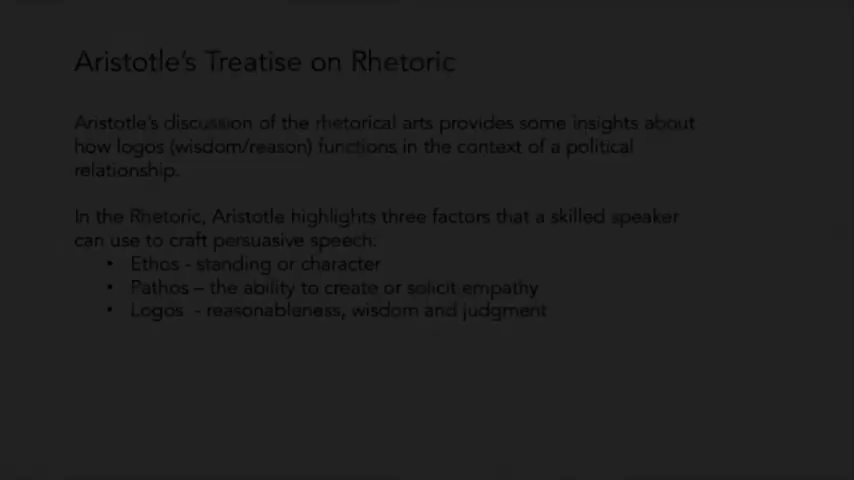 Aristotle's Treatise on Rhetoric
Aristotle's discussion of the rhetorical arts provides some insights about
how logos (wisdom/reason) functions in the context of a political
relationship.
In the Rhetoric, Aristotle highlights three factors that a skilled speaker
can use to craft persuasive speech:
• Ethos - standing or character
• Pathos – the ability to create or solicit empathy
• Logos - reasonableness, wisdom and judgment